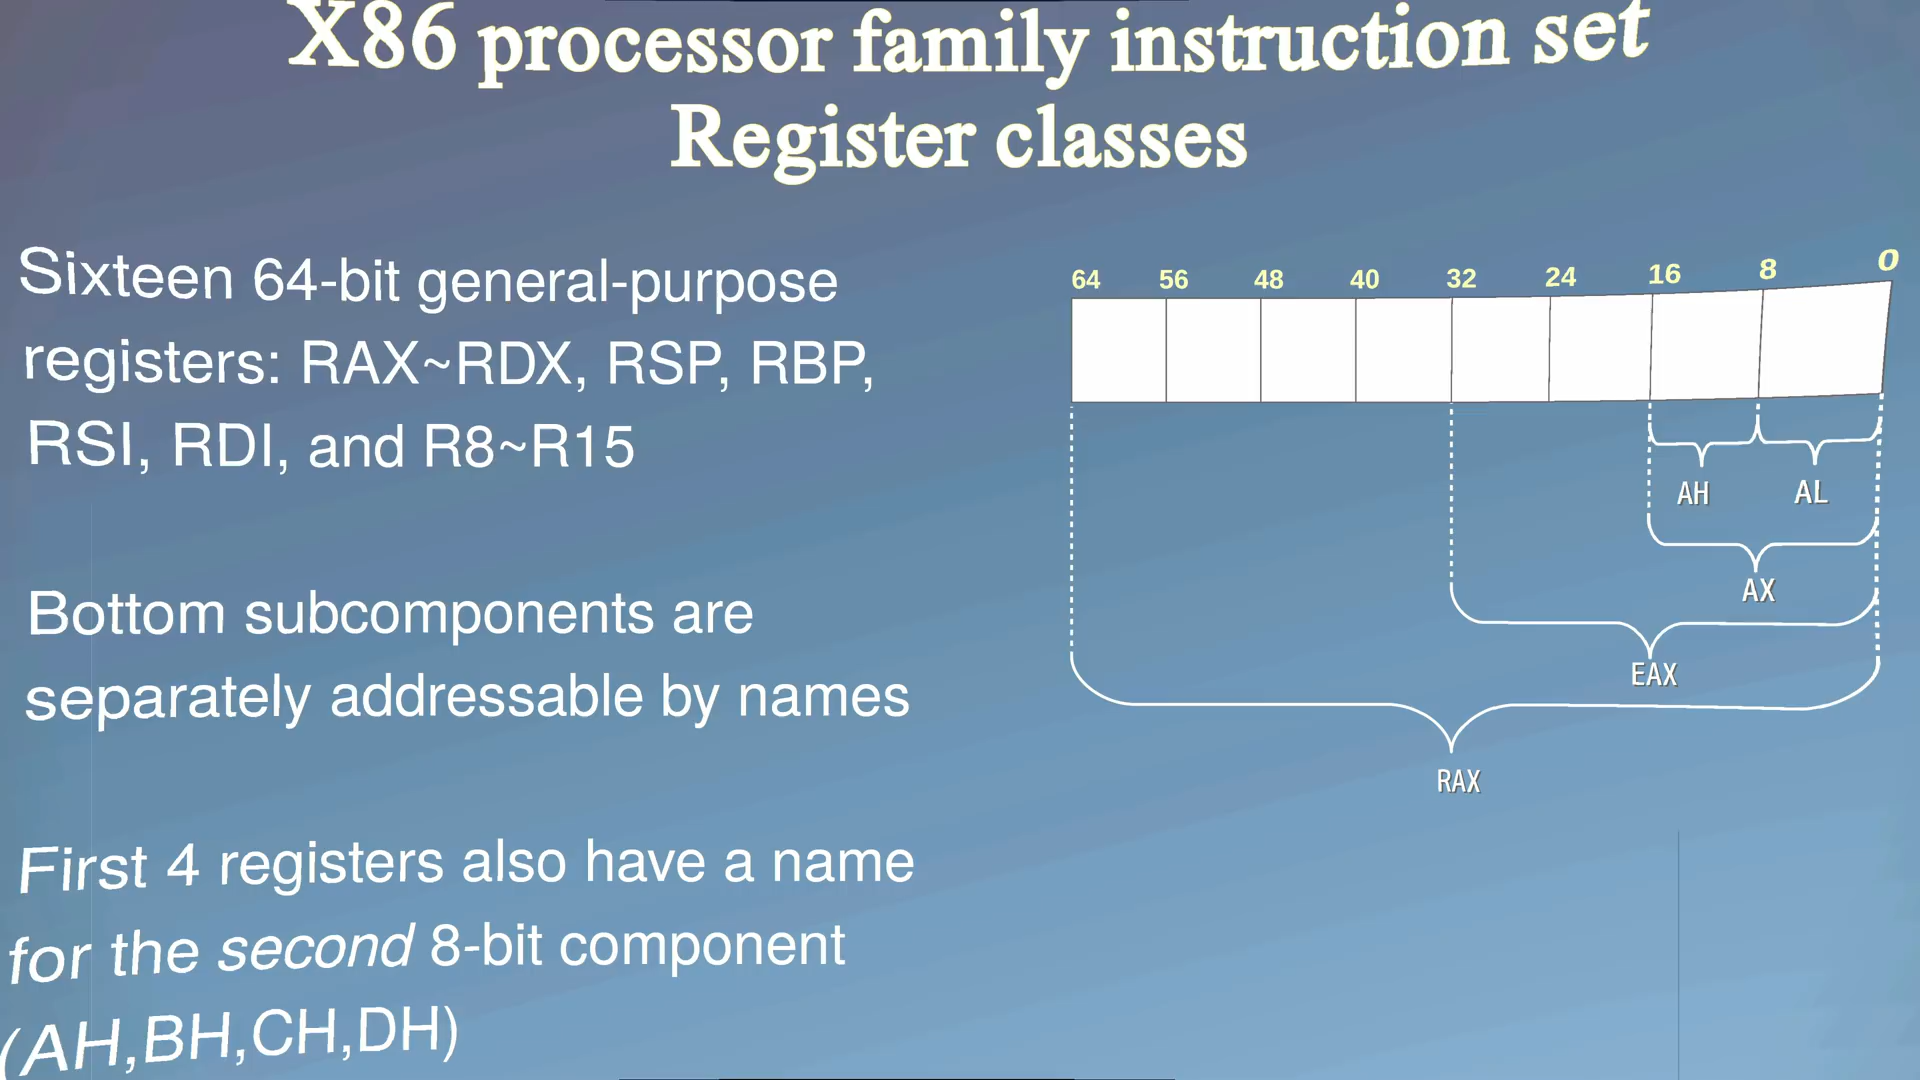 X86 processor family instruction set
Register classes
Sixteen 64-bit general-purpose
registers: RAX~RDX, RSP, RBP,
RSI, RDI, and R8~R15
Bottom subcomponents are
separately addressable by names
First 4 registers also have a name
for the second 8-bit component
(AH,BH,CH,DH)
64 56 48 40 32 24 16 8 0
AH AL
AX
EAX
RAX